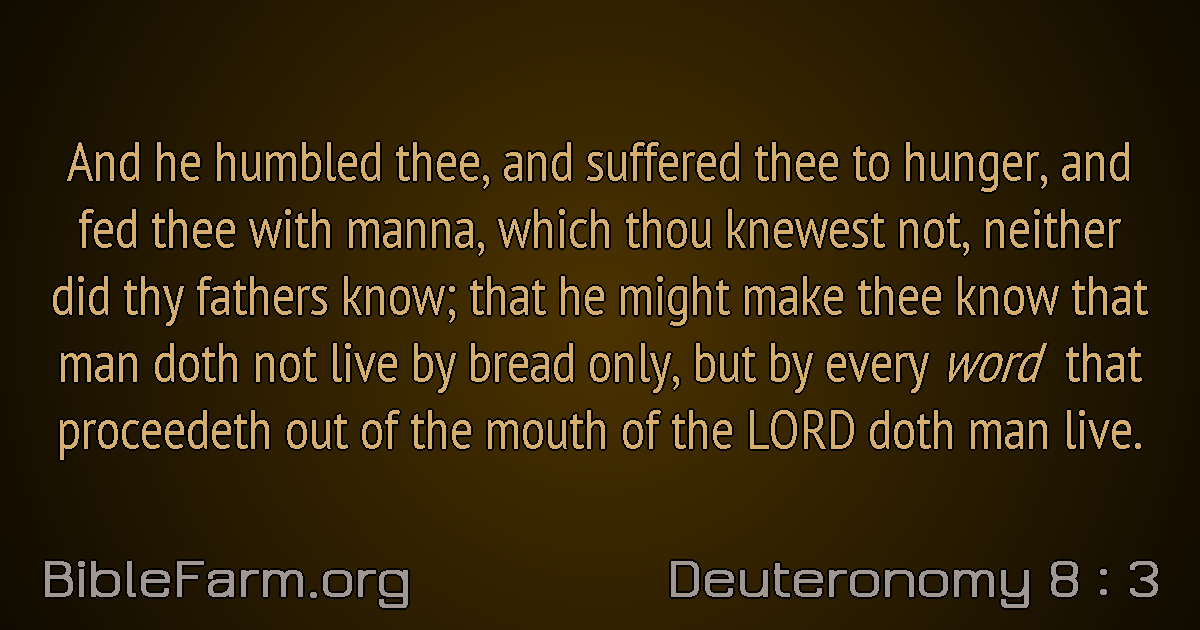 And he humbled thee, and suffered thee to hunger, and
fed thee with manna, which thou knewest not, neither
did thy fathers know; that he might make thee know that
man doth not live by bread only, but by every word that
proceedeth out of the mouth of the LORD doth man live.
BibleFarm.org
Deuteronomy 8 : 3